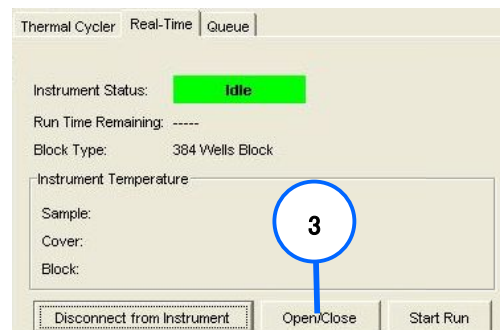 Thermal Cycler Real-Time Queue
Instrument Status: Idle
Run Time Remaining: -----
Block Type: 384 Wells Block
Instrument Temperature
Sample:
Cover:
3
Block:
Disconnect from Instrument Open/Close Start Run